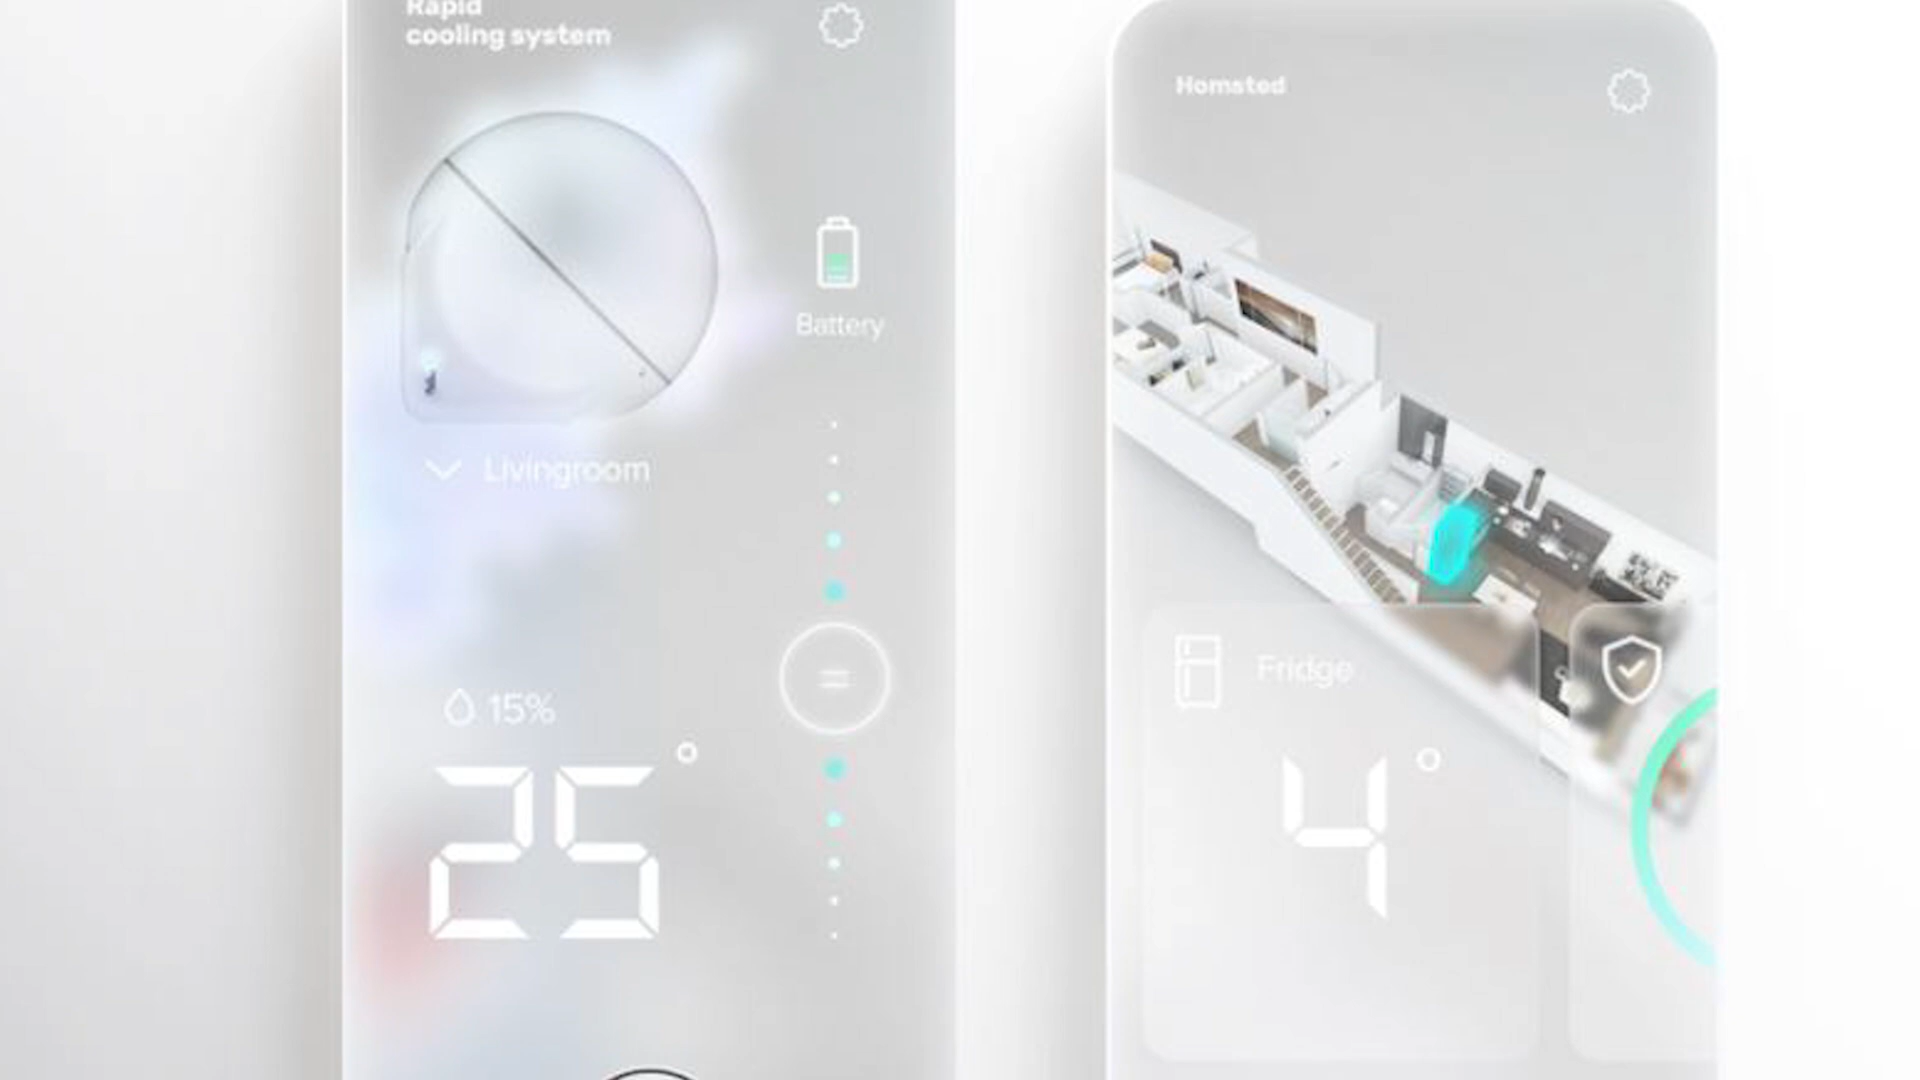 Rapid
cooling system
Battery
Livingroom
15%
25°
Homsted
Fridge
4°